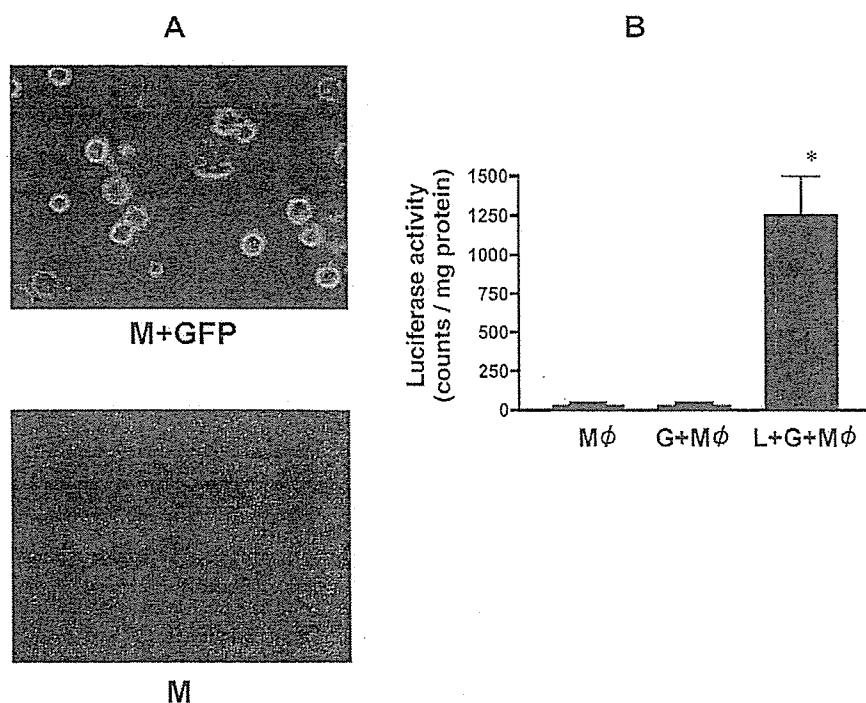 A
M+GFP
M
B
Luciferase activity
(counts / mg protein)
1500
1250
1000
750
500
250
0
*
Mϕ
G+Mϕ
L+G+Mϕ